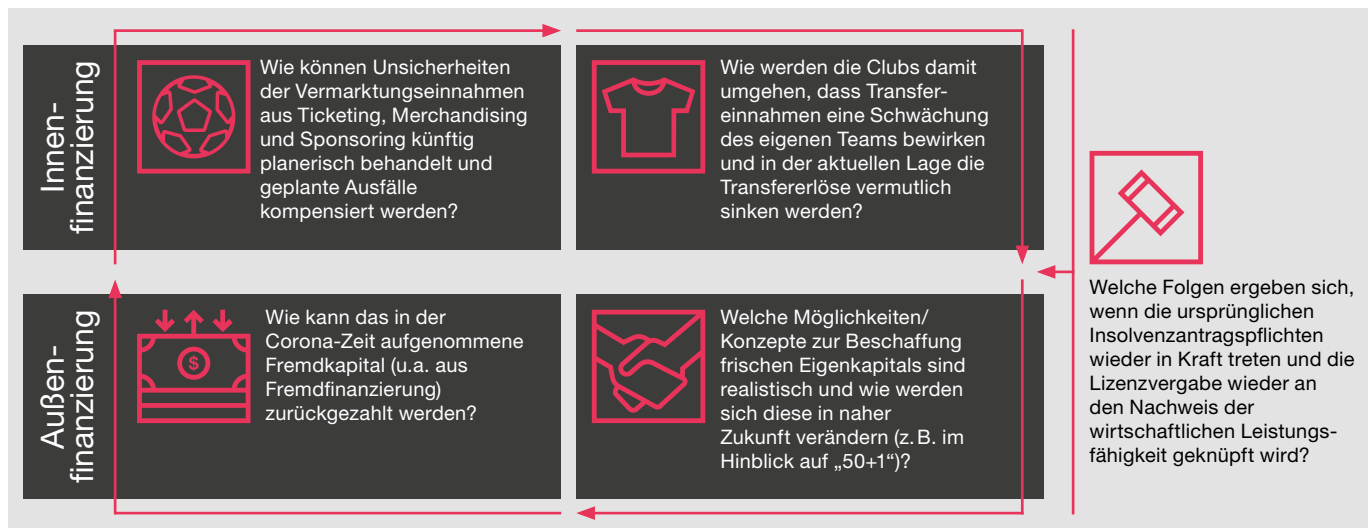 Innen-
finanzierung
Wie können Unsicherheiten
der Vermarktungseinnahmen
aus Ticketing, Merchandising
und Sponsoring künftig
planerisch behandelt und
geplante Ausfälle
kompensiert werden?
Wie werden die Clubs damit
umgehen, dass Transfer-
einnahmen eine Schwächung
des eigenen Teams bewirken
und in der aktuellen Lage die
Transfererlöse vermutlich
sinken werden?
Außen-
finanzierung
$
Wie kann das in der
Corona-Zeit aufgenommene
Fremdkapital (u.a. aus
Fremdfinanzierung)
zurückgezahlt werden?
Welche Möglichkeiten/
Konzepte zur Beschaffung
frischen Eigenkapitals sind
realistisch und wie werden
sich diese in naher
Zukunft verändern (z. B. im
Hinblick auf „50+1“)?
Welche Folgen ergeben sich,
wenn die ursprünglichen
Insolvenzantragspflichten
wieder in Kraft treten und die
Lizenzvergabe wieder an
den Nachweis der
wirtschaftlichen Leistungs-
fähigkeit geknüpft wird?